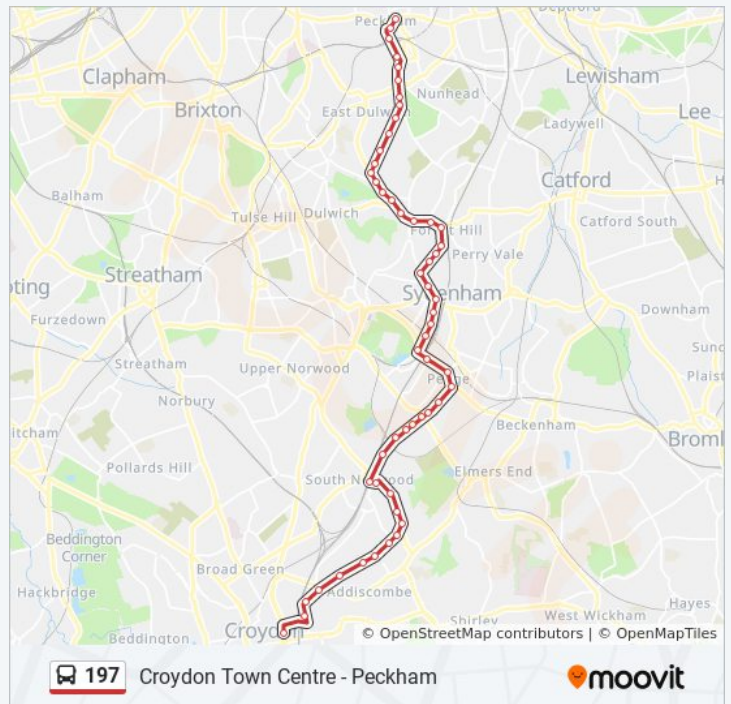 Peckham
Deptford
Clapham
Lewisham
Nunhead
Brixton
East Dulwich
Lee
Ladywell
Balham
Catford
Tulse Hill
Dulwich
Forest Hill
Catford South
Perry Vale
Streatham
oting
Sydenham
Furzedown
Downham
Streatham
Upper Norwood
Penge
Norbury
itcham
Beckenham
Broml
Pollards Hill
South Norwood
Elmers End
Beddington
Corner
Broad Green
Hackbridge
Addiscombe
Hayes
Shirley
West Wickham
Beddington
Croydon
© OpenStreetMap contributors | © OpenMapTiles
197 Croydon Town Centre - Peckham
moovit